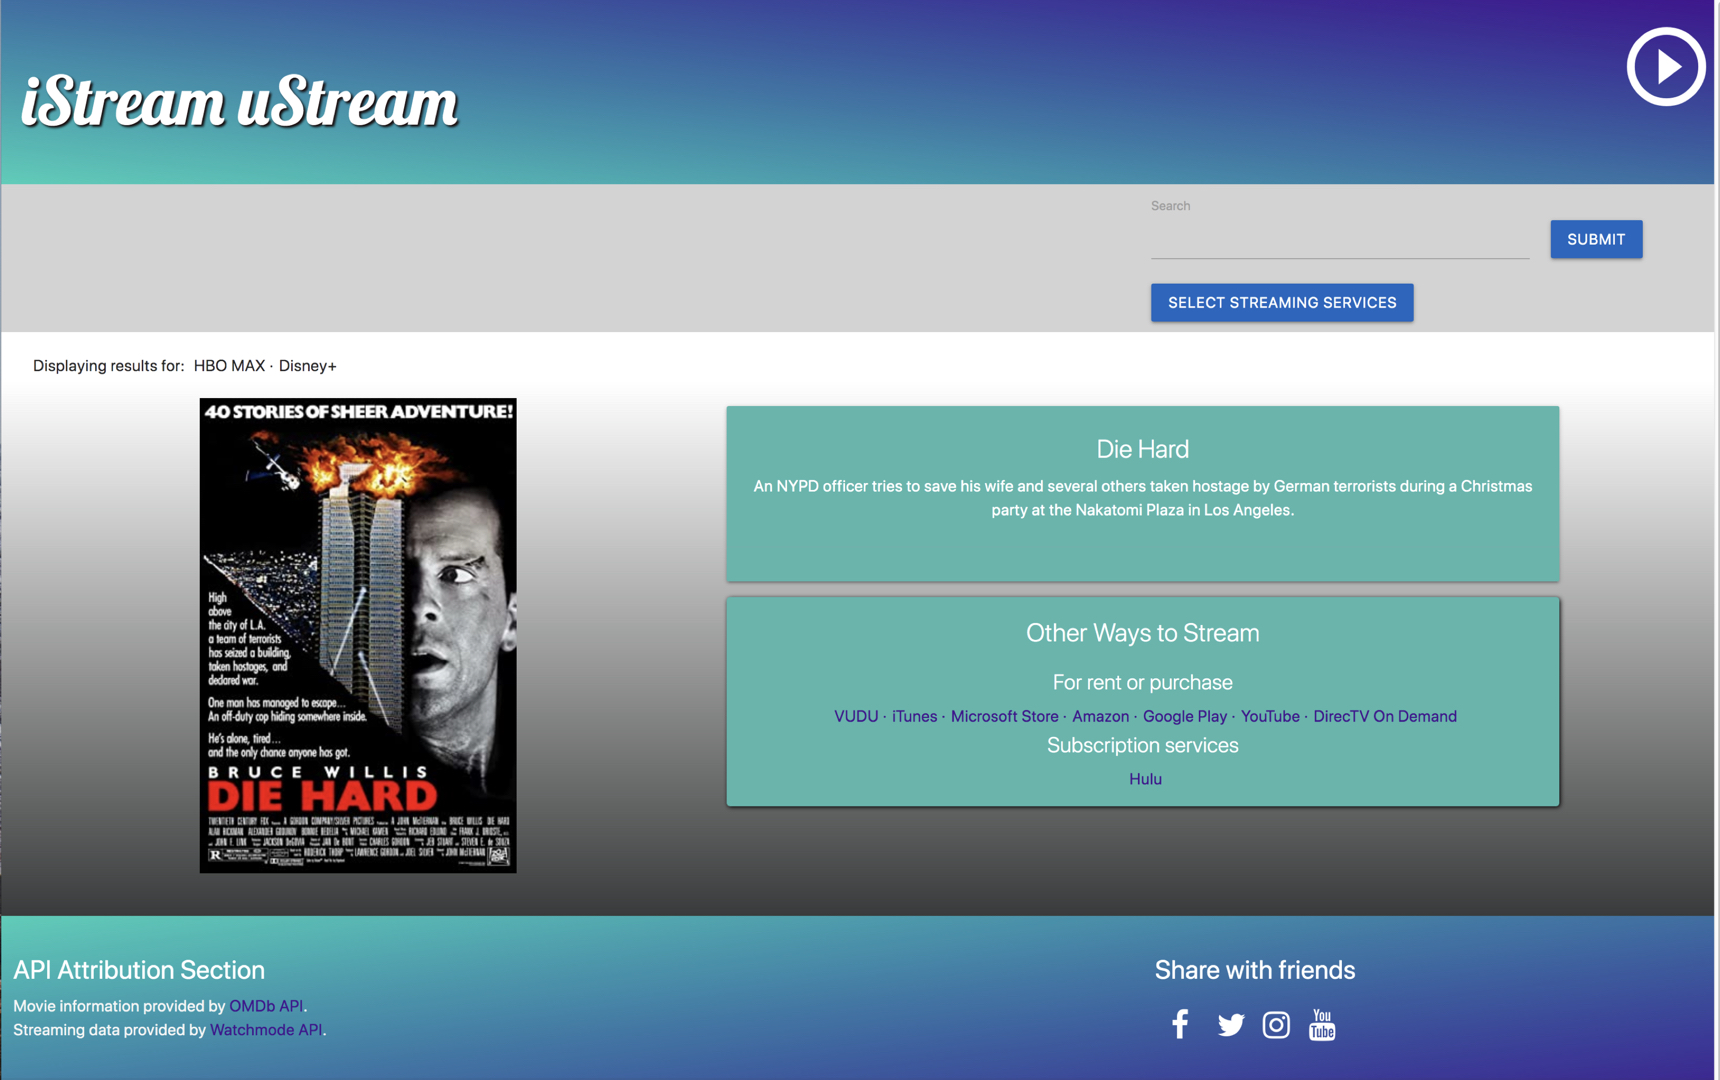 iStream uStream
Search
SUBMIT
SELECT STREAMING SERVICES
Displaying results for: HBO MAX · Disney+
40 STORIES OF SHEER ADVENTURE!
High
above
the city of L.A.
a team of terrorists
has seized a building,
taken hostages, and
declared war.
One man has managed to escape...
An off-duty cop hiding somewhere inside.
He's alone, tired...
and the only chance anyone has got.
BRUCE WILLIS
DIE HARD
R
Die Hard
An NYPD officer tries to save his wife and several others taken hostage by German terrorists during a Christmas
party at the Nakatomi Plaza in Los Angeles.
Other Ways to Stream
For rent or purchase
VUDU · iTunes · Microsoft Store · Amazon · Google Play · YouTube · DirecTV On Demand
Subscription services
Hulu
API Attribution Section
Movie information provided by OMDb API.
Streaming data provided by Watchmode API.
Share with friends
You
Tube